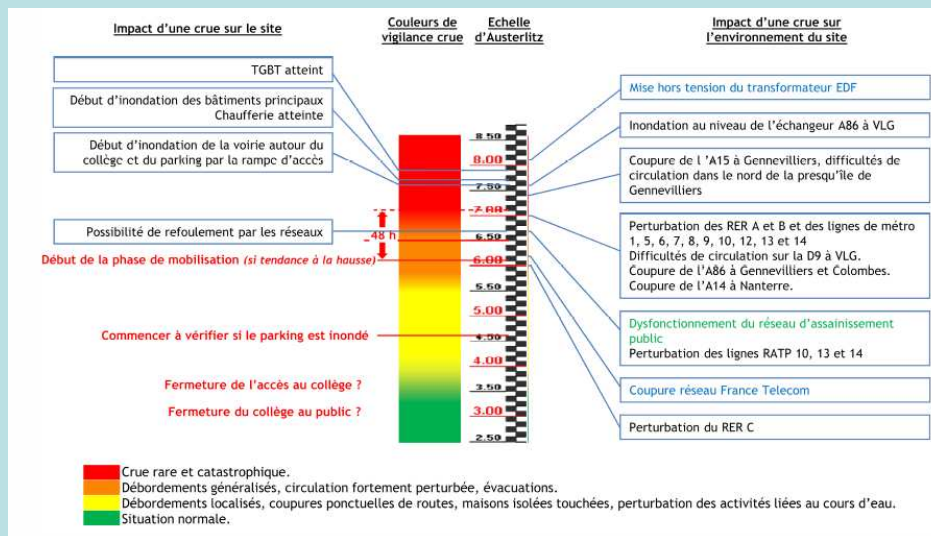 Impact d'une crue sur le site
Couleurs de
vigilance crue
Echelle
d'Austerlitz
Impact d'une crue sur
l'environnement du site
TGBT atteint
Début d'inondation des bâtiments principaux
Chaufferie atteinte
Début d'inondation de la voirie autour du
collège et du parking par la rampe d'accès
Possibilité de refoulement par les réseaux
48 h
Début de la phase de mobilisation (si tendance à la hausse)
Commencer à vérifier si le parking est inondé
Fermeture de l'accès au collège ?
Fermeture du collège au public ?
8.50
8.00
7.50
7.00
6.50
6.00
5.50
5.00
4.50
4.00
3.50
3.00
2.50
Mise hors tension du transformateur EDF
Inondation au niveau de l'échangeur A86 à VLG
Coupure de l 'A15 à Gennevilliers, difficultés de
circulation dans le nord de la presqu'île de
Gennevilliers
Perturbation des RER A et B et des lignes de métro
1, 5, 6, 7, 8, 9, 10, 12, 13 et 14
Difficultés de circulation sur la D9 à VLG.
Coupure de l'A86 à Gennevilliers et Colombes.
Coupure de l'A14 à Nanterre.
Dysfonctionnement du réseau d'assainissement
public
Perturbation des lignes RATP 10, 13 et 14
Coupure réseau France Telecom
Perturbation du RER C
Crue rare et catastrophique.
Débordements généralisés, circulation fortement perturbée, évacuations.
Débordements localisés, coupures ponctuelles de routes, maisons isolées touchées, perturbation des activités liées au cours d'eau.
Situation normale.